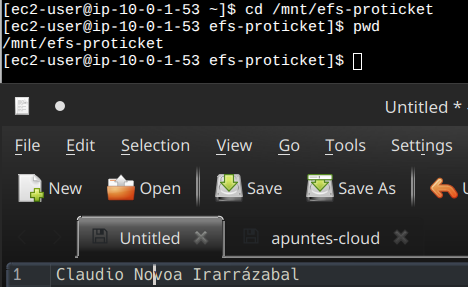 [ec2-user@ip-10-0-1-53 ~]$ cd /mnt/efs-proticket
[ec2-user@ip-10-0-1-53 efs-proticket]$ pwd
/mnt/efs-proticket
[ec2-user@ip-10-0-1-53 efs-proticket]$
Untitled *
File Edit Selection View Go Tools Settings
New Open Save Save As U
Untitled apuntes-cloud
1 Claudio Novoa Irarrázabal